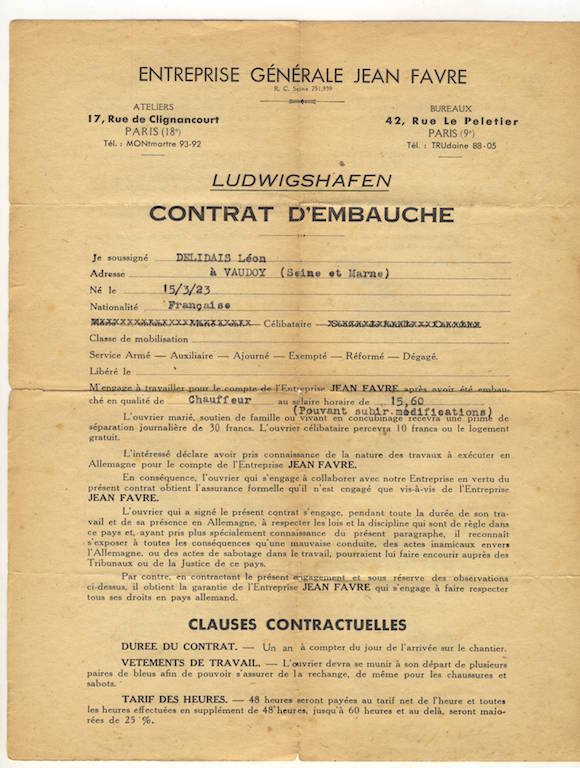 ENTREPRISE GÉNÉRALE JEAN FAVRE
R. C. Seine 251,939
ATELIERS
17, Rue de Clignancourt
PARIS (18e)
Tél. : MONtmartre 93-92
BUREAUX
42, Rue Le Peletier
PARIS (9e)
Tél. : TRUdaine 88-05
LUDWIGSHAFEN
CONTRAT D'EMBAUCHE
Je soussigné DELIDAIS Léon
Adresse à VAUDOY (Seine et Marne)
Né le 15/3/23
Nationalité Française
Célibataire
Classe de mobilisation
Service Armé — Auxiliaire — Ajourné — Exempté — Réformé — Dégagé.
Libéré le
M'engage à travailler pour le compte de l'Entreprise JEAN FAVRE après avoir été embau-
ché en qualité de Chauffeur au salaire horaire de 15,60
(Pouvant subir modifications)
L'ouvrier marié, soutien de famille ou vivant en concubinage recevra une prime de
séparation journalière de 30 francs. L'ouvrier célibataire percevra 10 francs ou le logement
gratuit.
L'intéressé déclare avoir pris connaissance de la nature des travaux à exécuter en
Allemagne pour le compte de l'Entreprise JEAN FAVRE.
En conséquence, l'ouvrier qui s'engage à collaborer avec notre Entreprise en vertu du
présent contrat obtient l'assurance formelle qu'il n'est engagé que vis-à-vis de l'Entreprise
JEAN FAVRE.
L'ouvrier qui a signé le présent contrat s'engage, pendant toute la durée de son tra-
vail et de sa présence en Allemagne, à respecter les lois et la discipline qui sont de règle dans
ce pays et, ayant pris plus spécialement connaissance du présent paragraphe, il reconnaît
s'exposer à toutes les conséquences qu'une mauvaise conduite, des actes inamicaux envers
l'Allemagne, ou des actes de sabotage dans le travail, pourraient lui faire encourir auprès des
Tribunaux ou de la Justice de ce pays.
Par contre, en contractant le présent engagement et sous réserve des observations
ci-dessus, il obtient la garantie de l'Entreprise JEAN FAVRE qui s'engage à faire respecter
tous ses droits en pays allemand.
CLAUSES CONTRACTUELLES
DUREE DU CONTRAT. — Un an à compter du jour de l'arrivée sur le chantier.
VETEMENTS DE TRAVAIL. — L'ouvrier devra se munir à son départ de plusieurs
paires de bleus afin de pouvoir s'assurer de la rechange, de même pour les chaussures et
sabots.
TARIF DES HEURES. — 48 heures seront payées au tarif net de l'heure et toutes
les heures effectuées en supplément de 48 heures, jusqu'à 60 heures et au delà, seront majo-
rées de 25 %.